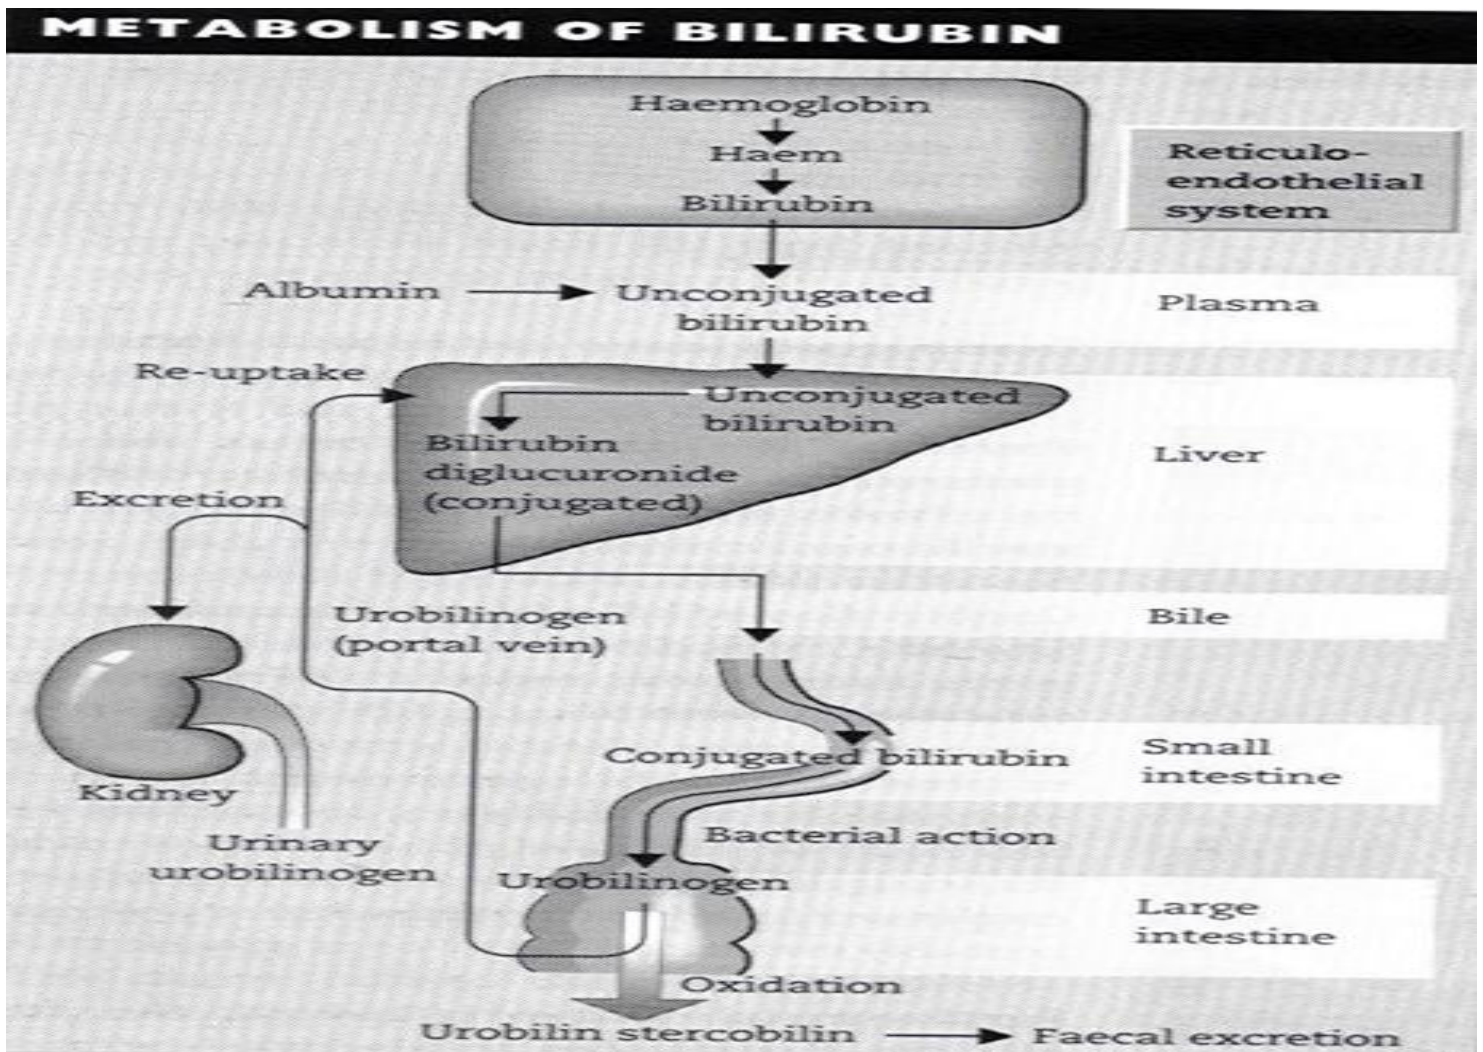 METABOLISM OF BILIRUBIN
Haemoglobin
Haem
Bilirubin
Reticulo-
endothelial
system
Albumin
Unconjugated
bilirubin
Plasma
Re-uptake
Unconjugated
bilirubin
Bilirubin
diglucuronide
(conjugated)
Liver
Excretion
Urobilinogen
(portal vein)
Bile
Kidney
Conjugated bilirubin
Small
intestine
Urinary
urobilinogen
Bacterial action
Urobilinogen
Large
intestine
Oxidation
Urobilin stercobilin
Faecal excretion